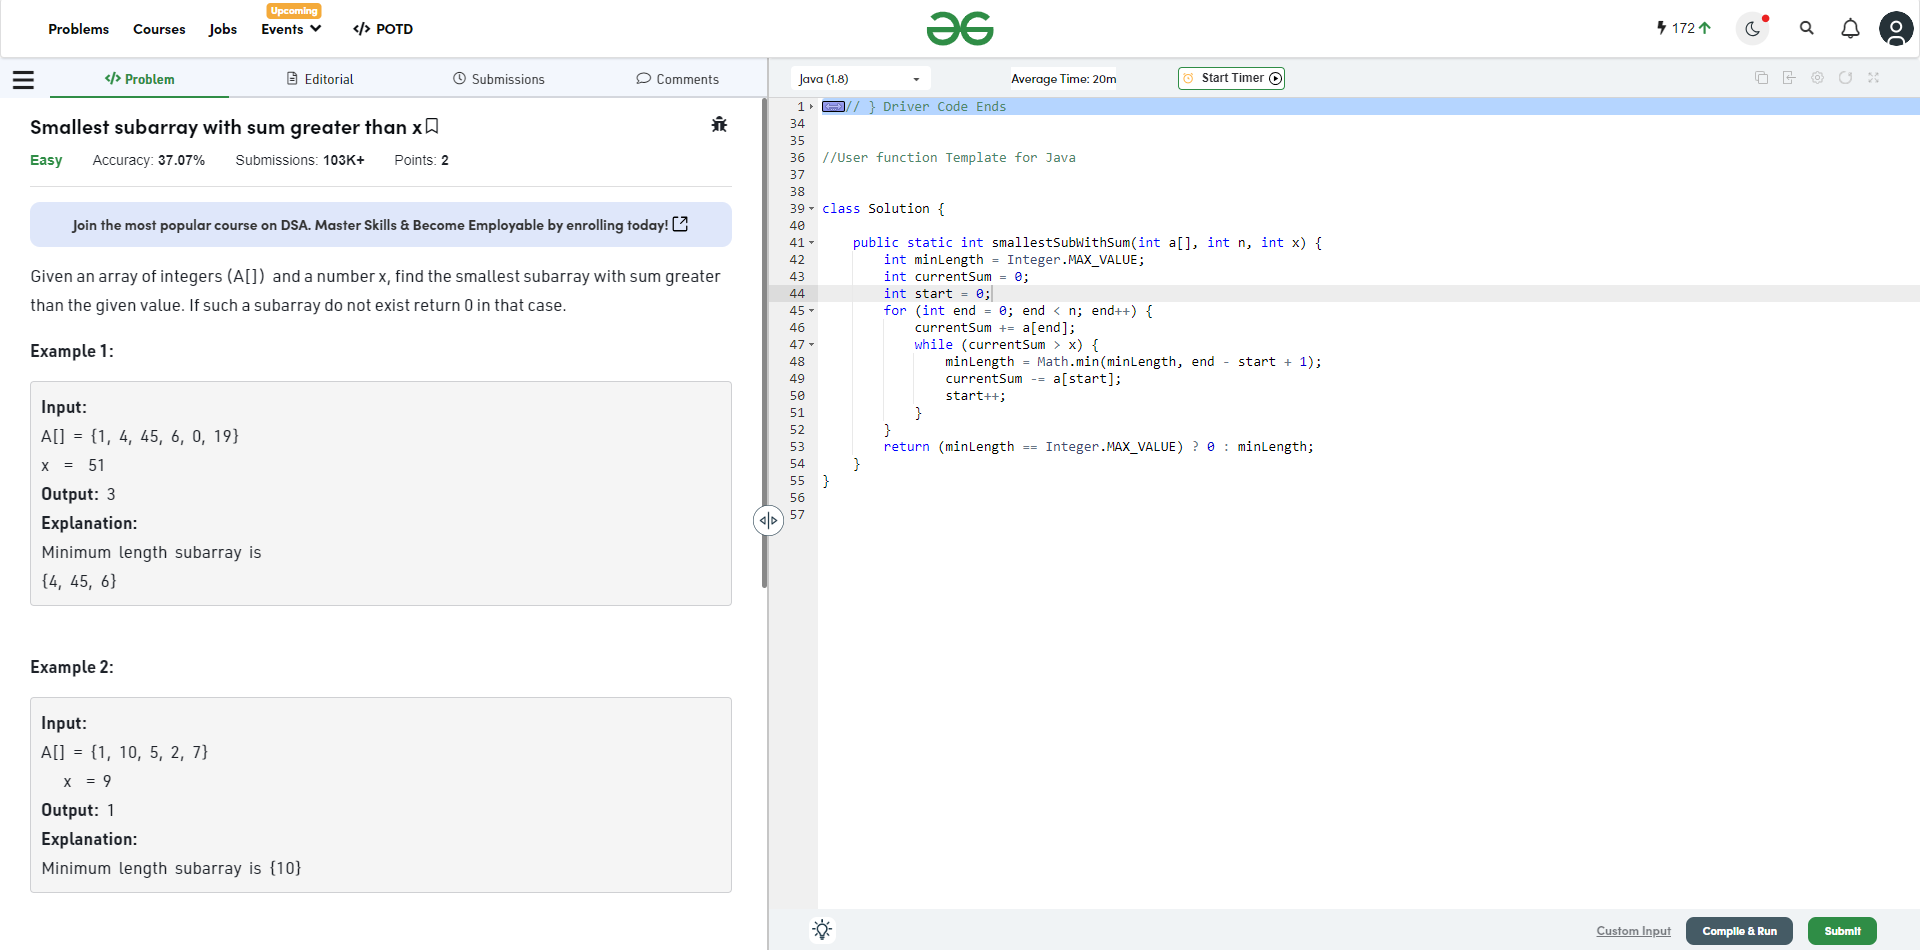 Problems Courses Jobs Events Upcoming </> POTD 172
</> Problem Editorial Submissions Comments
Smallest subarray with sum greater than x
Easy Accuracy: 37.07% Submissions: 103K+ Points: 2
Join the most popular course on DSA. Master Skills & Become Employable by enrolling today!
Given an array of integers (A[]) and a number x, find the smallest subarray with sum greater
than the given value. If such a subarray do not exist return 0 in that case.
Example 1:
Input:
A[] = {1, 4, 45, 6, 0, 19}
x = 51
Output: 3
Explanation:
Minimum length subarray is
{4, 45, 6}
Example 2:
Input:
A[] = {1, 10, 5, 2, 7}
x = 9
Output: 1
Explanation:
Minimum length subarray is {10}
Java (1.8) Average Time: 20m Start Timer
1 // } Driver Code Ends
34
35
36 //User function Template for Java
37
38
39 class Solution {
40
41 public static int smallestSubWithSum(int a[], int n, int x) {
42 int minLength = Integer.MAX_VALUE;
43 int currentSum = 0;
44 int start = 0;
45 for (int end = 0; end < n; end++) {
46 currentSum += a[end];
47 while (currentSum > x) {
48 minLength = Math.min(minLength, end - start + 1);
49 currentSum -= a[start];
50 start++;
51 }
52 }
53 return (minLength == Integer.MAX_VALUE) ? 0 : minLength;
54 }
55 }
56
57
Custom Input Compile & Run Submit